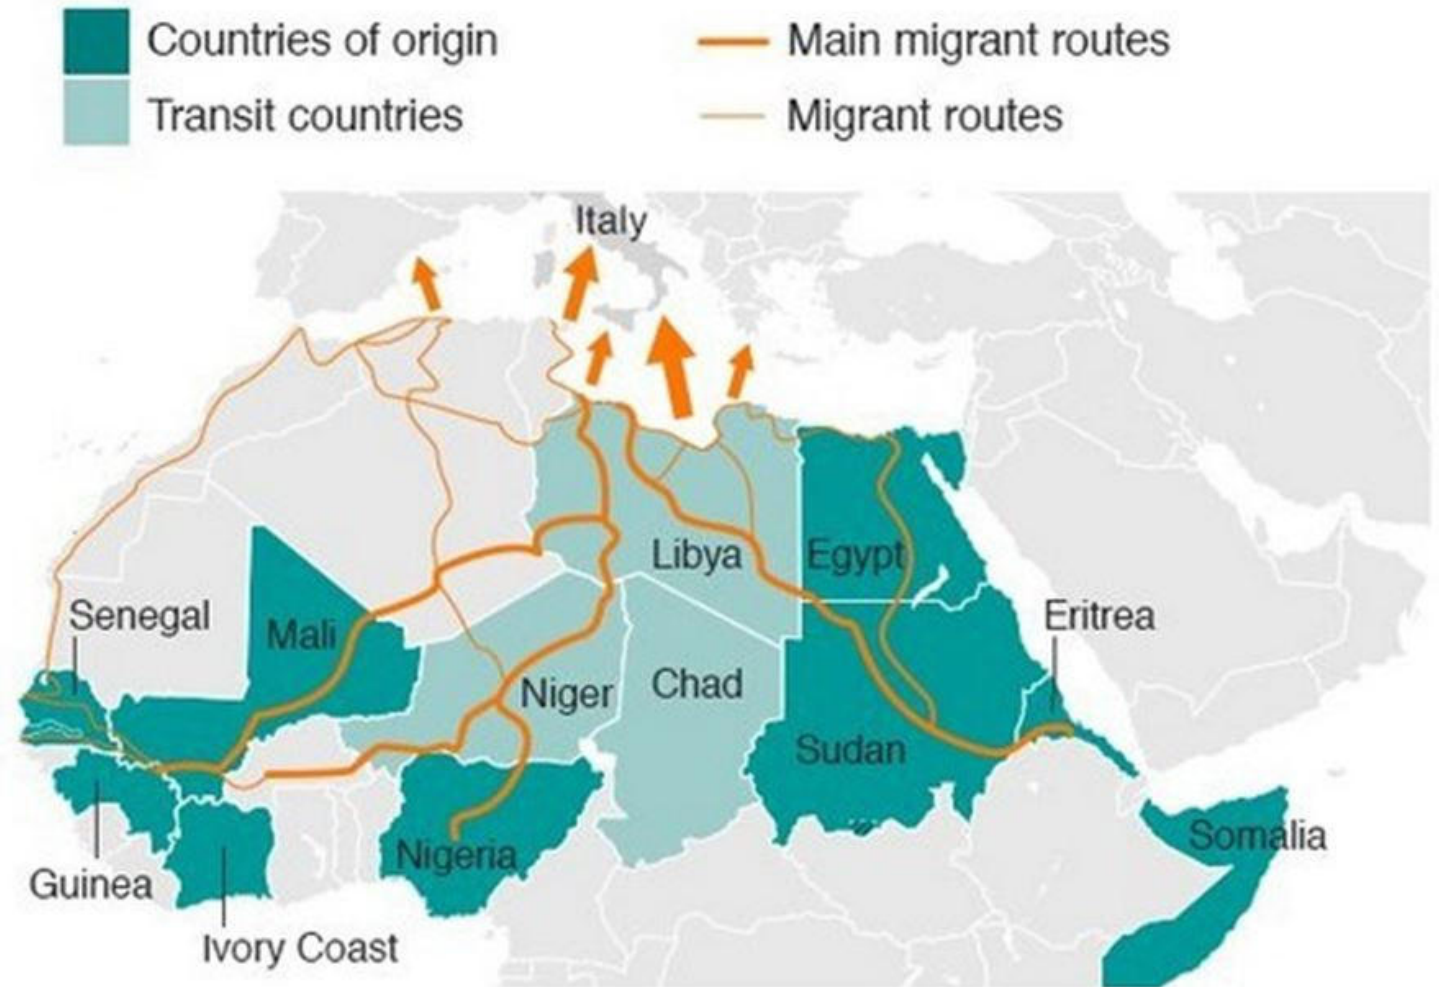 Countries of origin
Main migrant routes
Transit countries
Migrant routes
Italy
Libya
Egypt
Senegal
Mali
Eritrea
Niger
Chad
Sudan
Somalia
Nigeria
Guinea
Ivory Coast